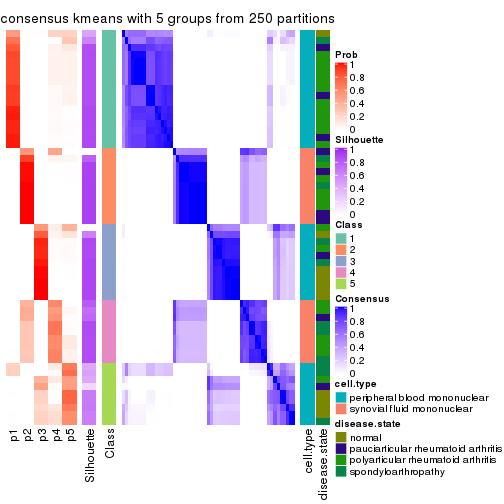 consensus kmeans with 5 groups from 250 partitions
Prob
1
0.8
0.6
0.4
0.2
0
Silhouette
1
0.8
0.6
0.4
0.2
0
Class
1
2
3
4
5
Consensus
1
0.8
0.6
0.4
0.2
0
cell.type
peripheral blood mononuclear
synovial fluid mononuclear
disease.state
normal
pauciarticular rheumatoid arthritis
polyarticular rheumatoid arthritis
spondyloarthropathy
p1
p2
p3
p4
p5
Silhouette
Class
cell.type
disease.state